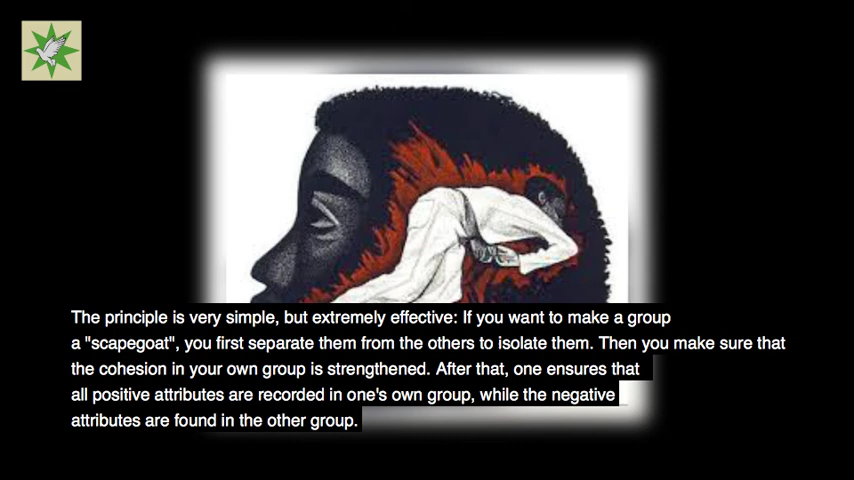 The principle is very simple, but extremely effective: If you want to make a group
a "scapegoat", you first separate them from the others to isolate them. Then you make sure that
the cohesion in your own group is strengthened. After that, one ensures that
all positive attributes are recorded in one's own group, while the negative
attributes are found in the other group.